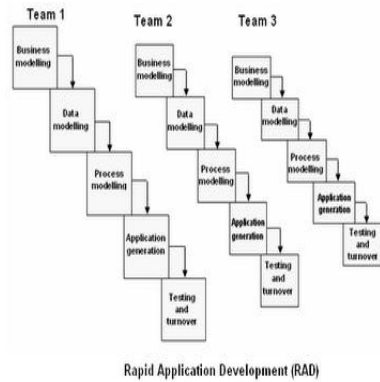 Team 1
Team 2
Team 3
Business
modelling
Data
modelling
Process
modelling
Application
generation
Testing
and
turnover
Business
modelling
Data
modelling
Process
modelling
Application
generation
Testing
and
turnover
Business
modelling
Data
modelling
Process
modelling
Application
generation
Testing
and
turnover
Rapid Application Development (RAD)